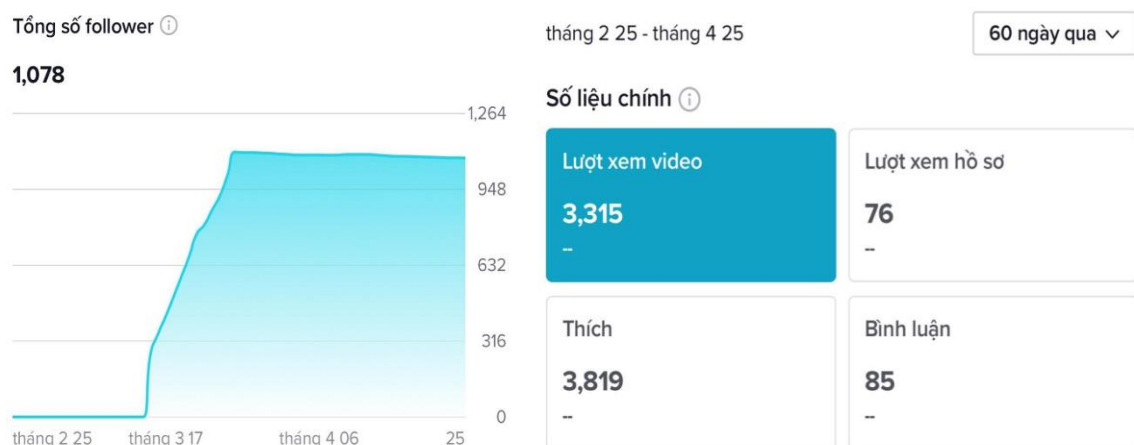 Tổng số follower
1,078
1,264
948
632
316
0
tháng 2 25 tháng 3 17 tháng 4 06 25
tháng 2 25 - tháng 4 25
60 ngày qua
Số liệu chính
Lượt xem video
3,315
--
Lượt xem hồ sơ
76
--
Thích
3,819
--
Bình luận
85
--